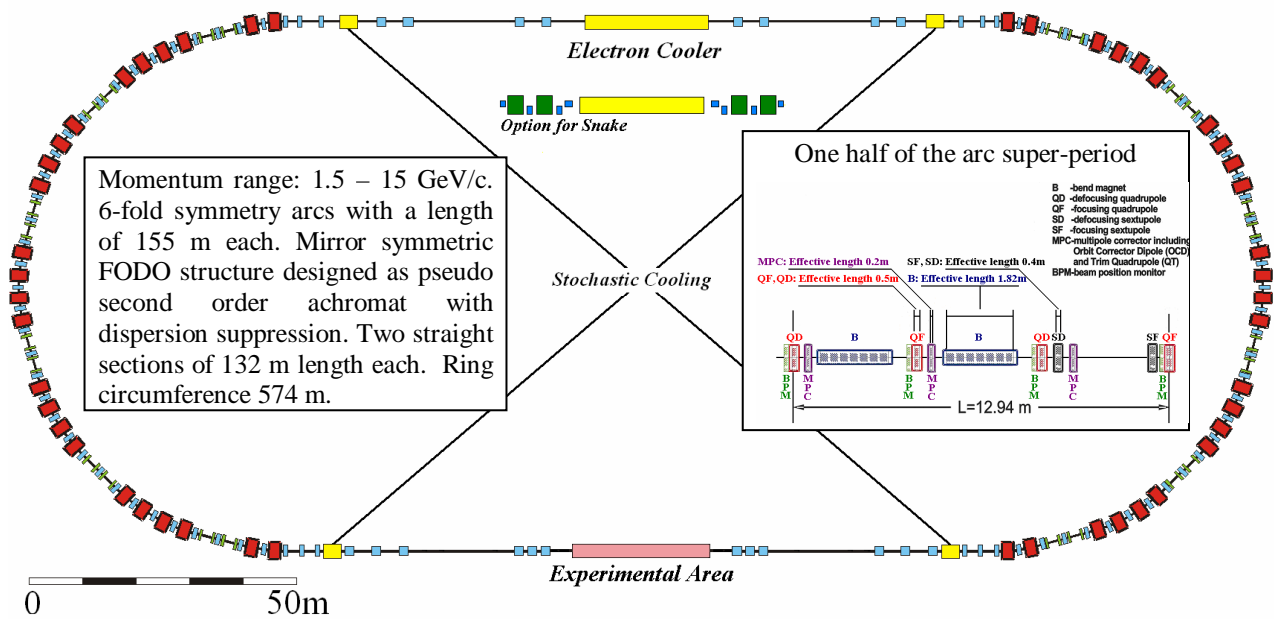 Electron Cooler
Option for Snake
Momentum range: 1.5 – 15 GeV/c.
6-fold symmetry arcs with a length
of 155 m each. Mirror symmetric
FODO structure designed as pseudo
second order achromat with
dispersion suppression. Two straight
sections of 132 m length each. Ring
circumference 574 m.
Stochastic Cooling
One half of the arc super-period
B -bend magnet
QD -defocusing quadrupole
QF -focusing quadrupole
SD -defocusing sextupole
SF -focusing sextupole
MPC-multipole corrector including
Orbit Corrector Dipole (OCD)
and Trim Quadrupole (QT)
BPM-beam position monitor
MPC: Effective length 0.2m
SF, SD: Effective length 0.4m
QF, QD: Effective length 0.5m
B: Effective length 1.82m
QD B QF B QD SD SF QF
BPM MPC BPM MPC BPM MPC BPM
L=12.94 m
Experimental Area
0 50m